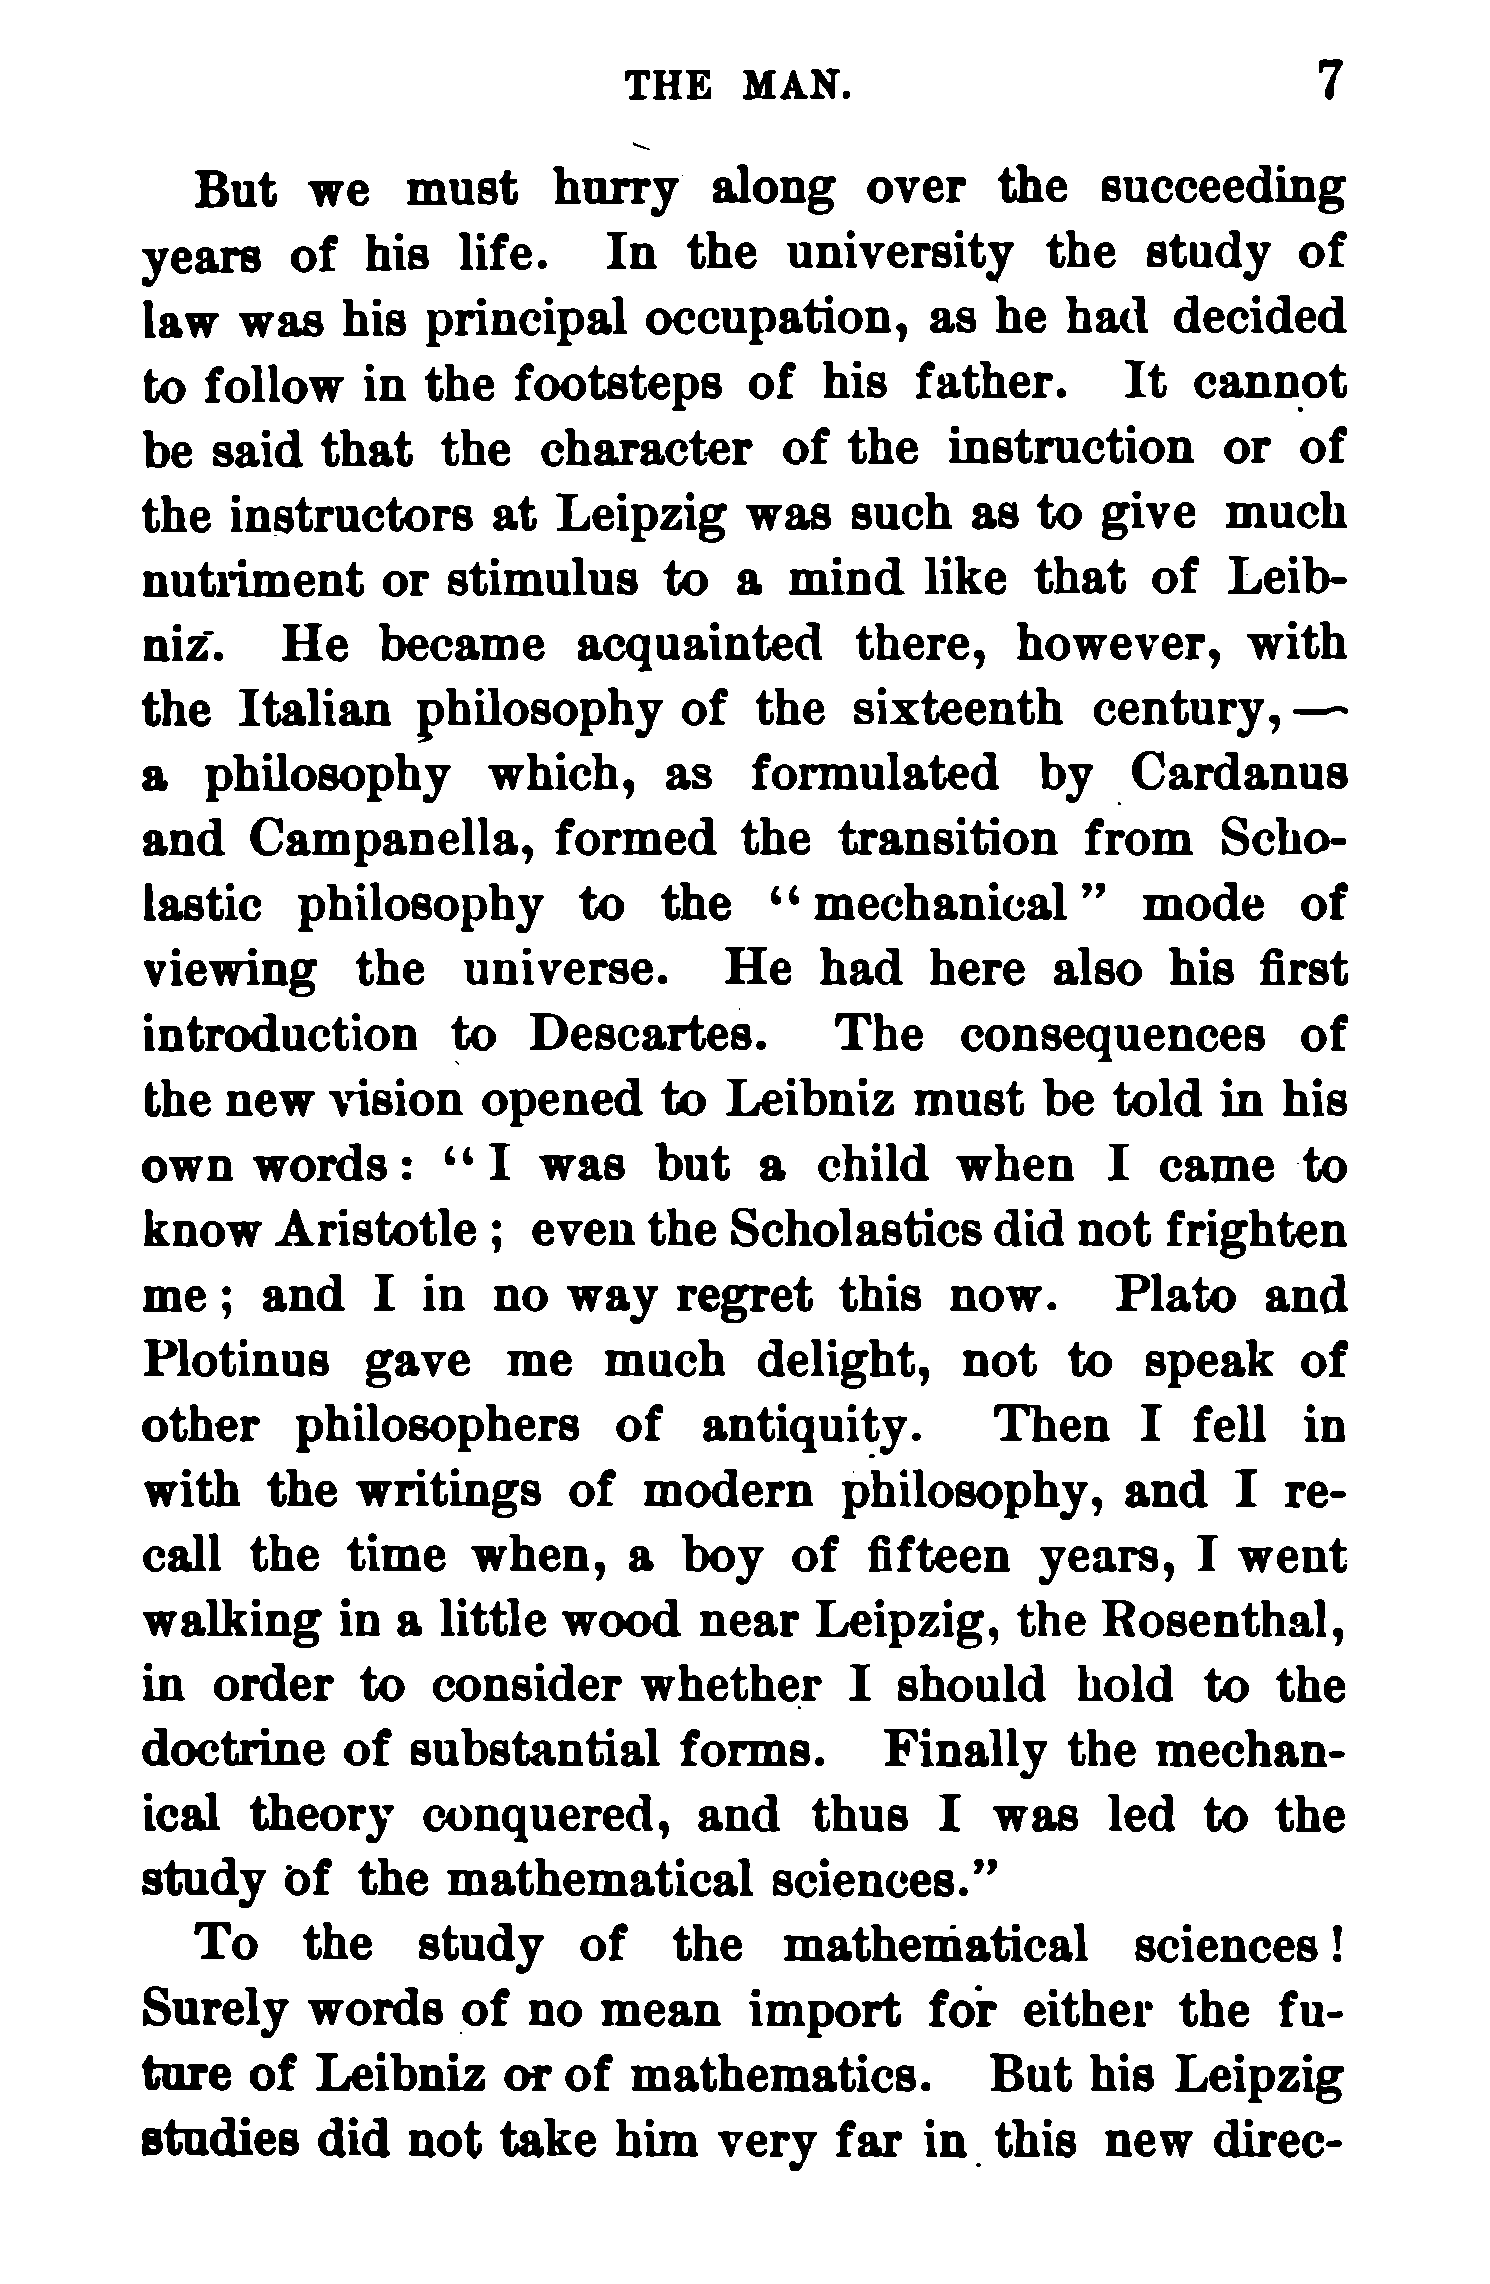 THE MAN. 7
But we must hurry along over the succeeding
years of his life. In the university the study of
law was his principal occupation, as he had decided
to follow in the footsteps of his father. It cannot
be said that the character of the instruction or of
the instructors at Leipzig was such as to give much
nutriment or stimulus to a mind like that of Leib-
niz. He became acquainted there, however, with
the Italian philosophy of the sixteenth century,—
a philosophy which, as formulated by Cardanus
and Campanella, formed the transition from Scho-
lastic philosophy to the “mechanical” mode of
viewing the universe. He had here also his first
introduction to Descartes. The consequences of
the new vision opened to Leibniz must be told in his
own words: “I was but a child when I came to
know Aristotle; even the Scholastics did not frighten
me; and I in no way regret this now. Plato and
Plotinus gave me much delight, not to speak of
other philosophers of antiquity. Then I fell in
with the writings of modern philosophy, and I re-
call the time when, a boy of fifteen years, I went
walking in a little wood near Leipzig, the Rosenthal,
in order to consider whether I should hold to the
doctrine of substantial forms. Finally the mechan-
ical theory conquered, and thus I was led to the
study of the mathematical sciences.”
To the study of the mathematical sciences!
Surely words of no mean import for either the fu-
ture of Leibniz or of mathematics. But his Leipzig
studies did not take him very far in this new direc-